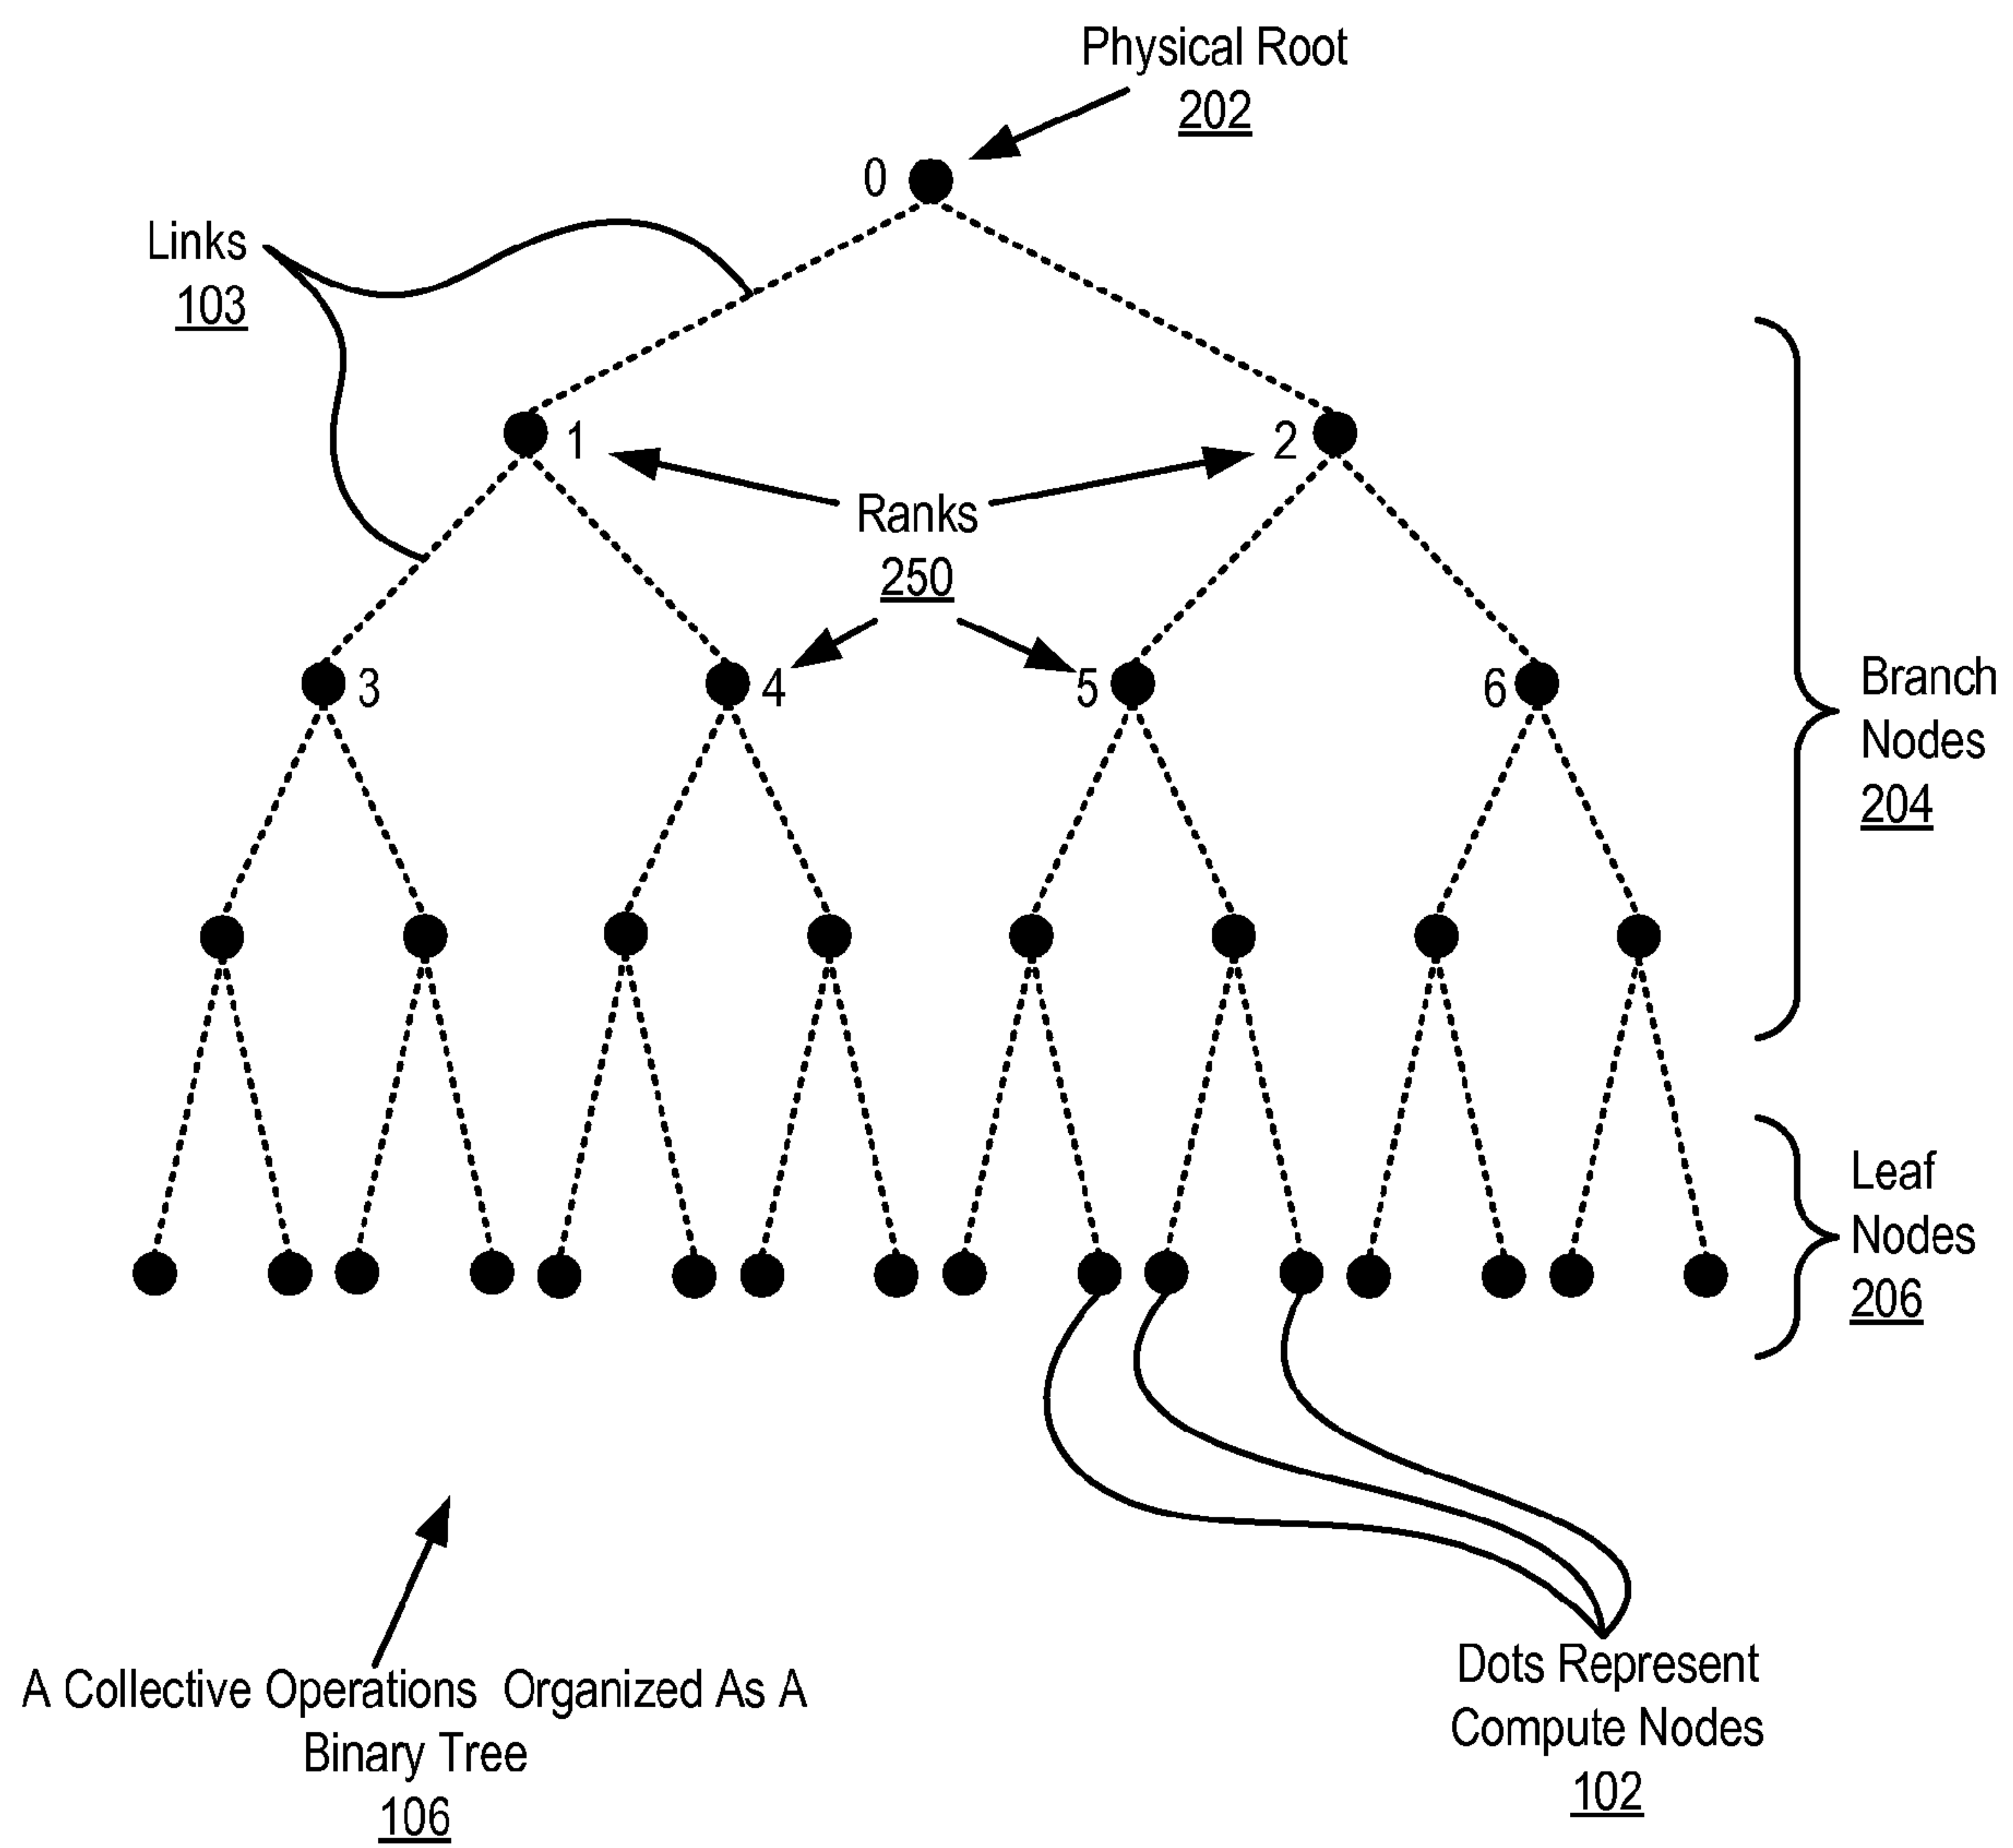 Physical Root
202
0
Links
103
1
2
Ranks
250
3
4
5
6
Branch
Nodes
204
Leaf
Nodes
206
A Collective Operations Organized As A
Binary Tree
106
Dots Represent
Compute Nodes
102